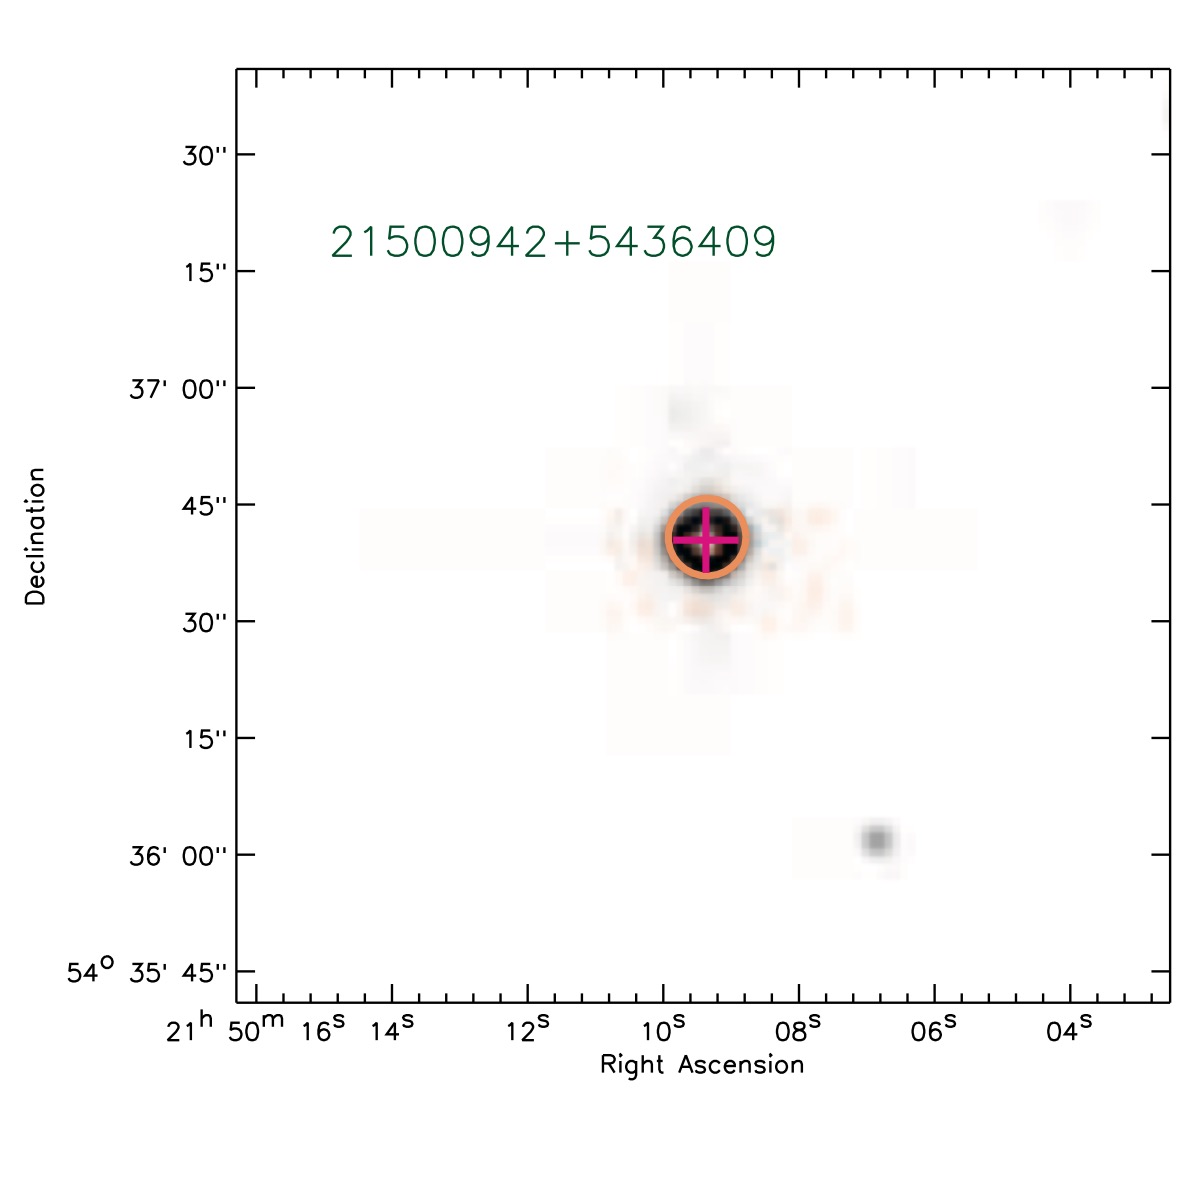 30"
21500942+5436409
15"
37' 00"
45"
Declination
30"
15"
36' 00"
54° 35' 45"
21h 50m 16s 14s 12s 10s 08s 06s 04s
Right Ascension